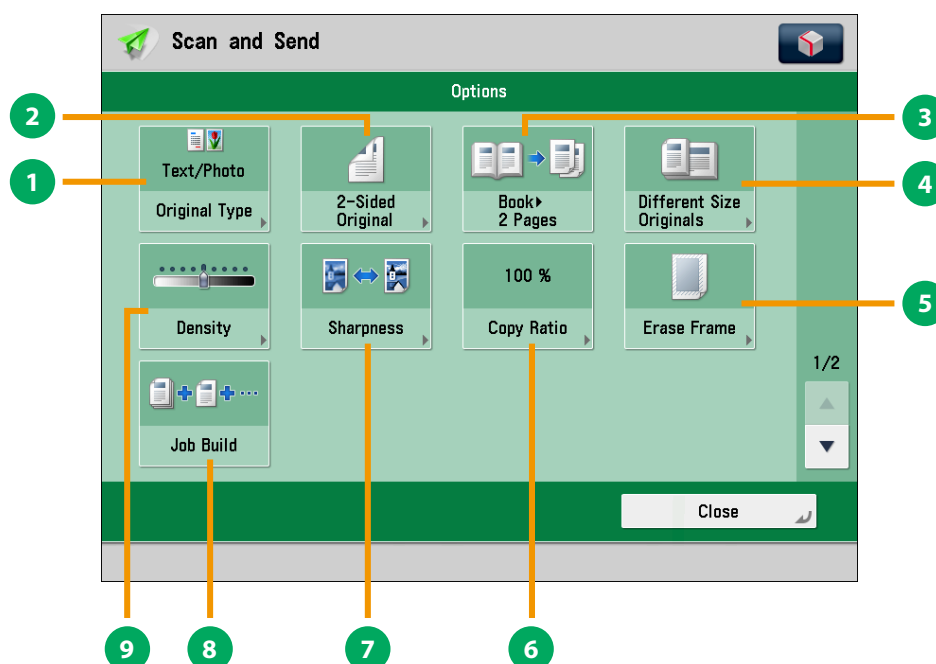 Scan and Send
Options
2
3
1
4
Text/Photo
Original Type
2-Sided
Original
Book▸
2 Pages
Different Size
Originals
100 %
Density
Sharpness
Copy Ratio
Erase Frame
5
1/2
Job Build
Close
9
8
7
6